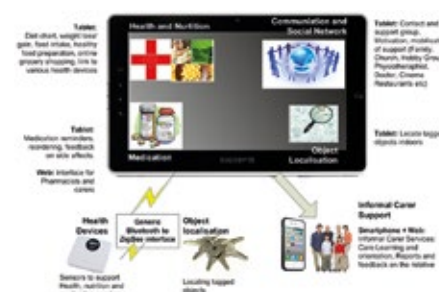 Tablet:
Diet chart, weight loss/
gain, food intake, healthy
food preparation, online
grocery shopping, link to
various health devices
Health and Nutrition
Communication and
Social Network
Tablet: Contact and
support group.
Motivation,
of support (Family,
Church, Hobby Group
Physiotherapist,
Doctor, Cinema
Restaurants etc)
Tablet:
Medication reminders,
reordering, feedback
on side effects.
Web: Interface for
Pharmacists and
carers
Medication
Object
Localisation
Tablet: Locate tagged
objects indoors
Health
Devices
Generic
Bluetooth to
ZigBee interface
Object
localisation
Informal Carer
Support
Smartphone + Web:
Informal Carer Services:
Care Learning and
orientation, Reports and
feedback on the relative
Sensors to support
Health, nutrition and
Locating tagged
objects